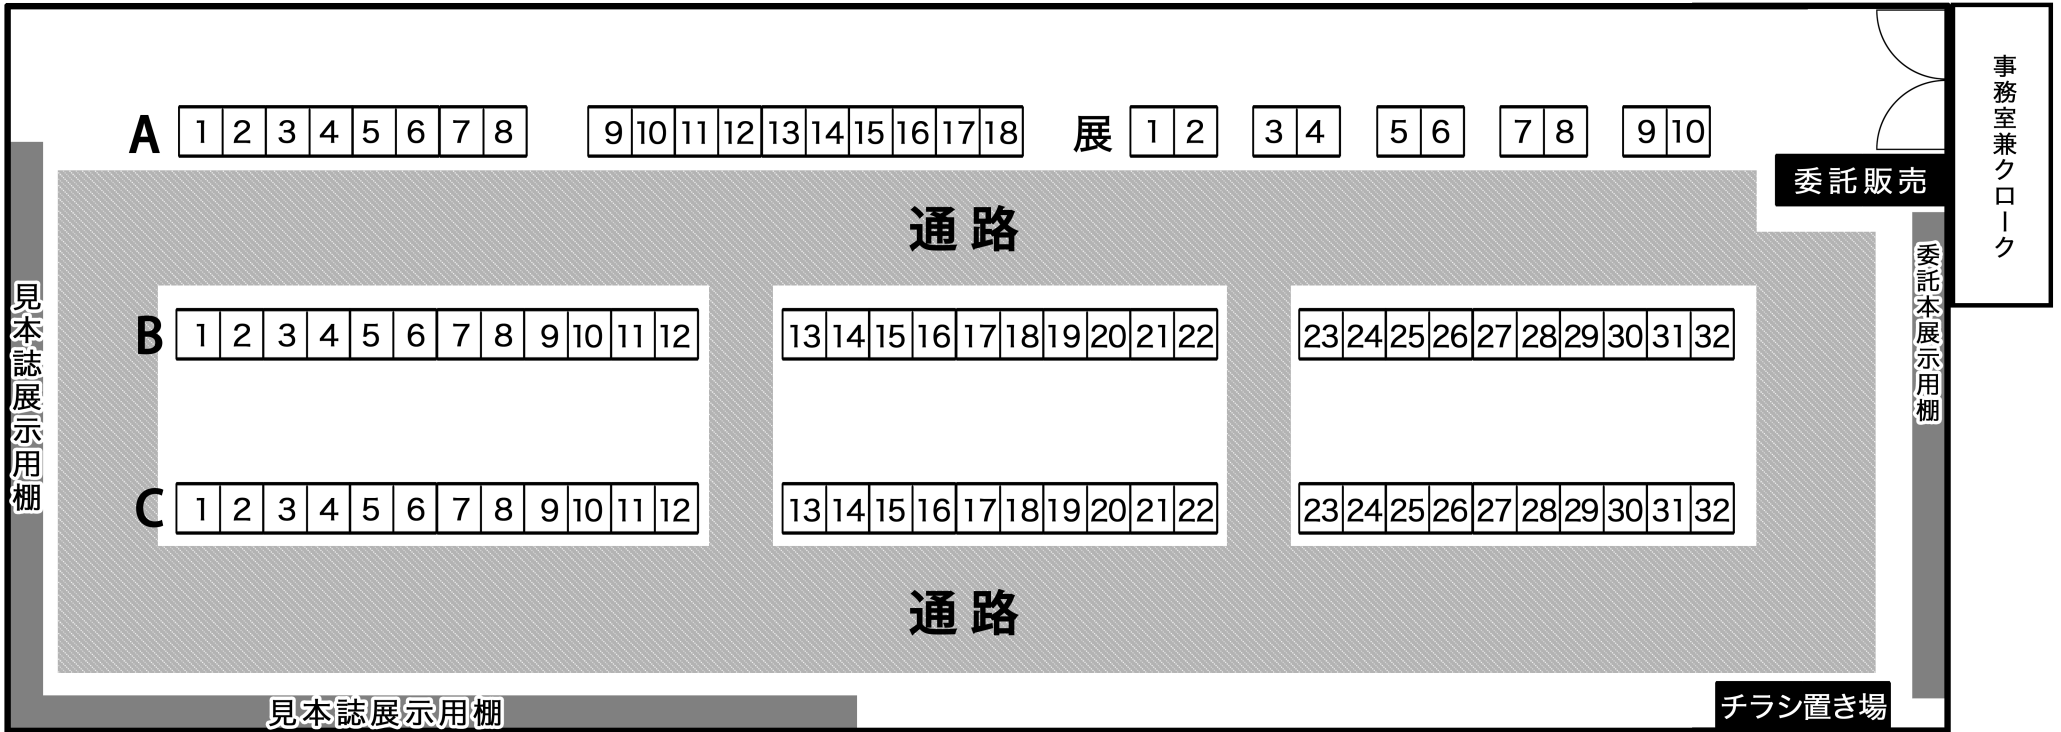 A 1 2 3 4 5 6 7 8 9 10 11 12 13 14 15 16 17 18 展 1 2 3 4 5 6 7 8 9 10
事務室兼クローク
委託販売
通路
見本誌展示用棚
B 1 2 3 4 5 6 7 8 9 10 11 12 13 14 15 16 17 18 19 20 21 22 23 24 25 26 27 28 29 30 31 32
委託本展示用棚
C 1 2 3 4 5 6 7 8 9 10 11 12 13 14 15 16 17 18 19 20 21 22 23 24 25 26 27 28 29 30 31 32
通路
見本誌展示用棚
チラシ置き場